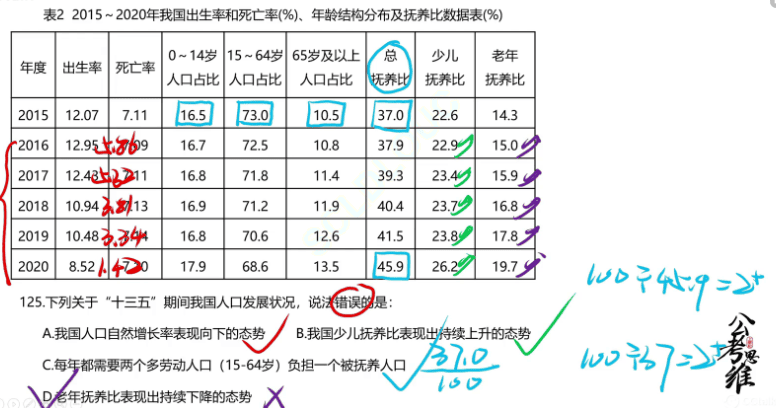 表2 2015～2020年我国出生率和死亡率(%)、年龄结构分布及抚养比数据表(%)
年度 出生率 死亡率 0～14岁人口占比 15～64岁人口占比 65岁及以上人口占比 总抚养比 少儿抚养比 老年抚养比
2015 12.07 7.11 16.5 73.0 10.5 37.0 22.6 14.3
2016 12.95 5.86 09 16.7 72.5 10.8 37.9 22.9 15.0
2017 12.43 5.32 11 16.8 71.8 11.4 39.3 23.4 15.9
2018 10.94 3.81 13 16.9 71.2 11.9 40.4 23.7 16.8
2019 10.48 3.34 4 16.8 70.6 12.6 41.5 23.8 17.8
2020 8.52 1.42 17.9 68.6 13.5 45.9 26.2 19.7
100÷45.9=2+
125.下列关于“十三五”期间我国人口发展状况，说法错误的是：
A.我国人口自然增长率表现向下的态势 B.我国少儿抚养比表现出持续上升的态势
C.每年都需要两个多劳动人口（15-64岁）负担一个被抚养人口
37.0
100
100÷37=2+
D.老年抚养比表现出持续下降的态势
公考思维